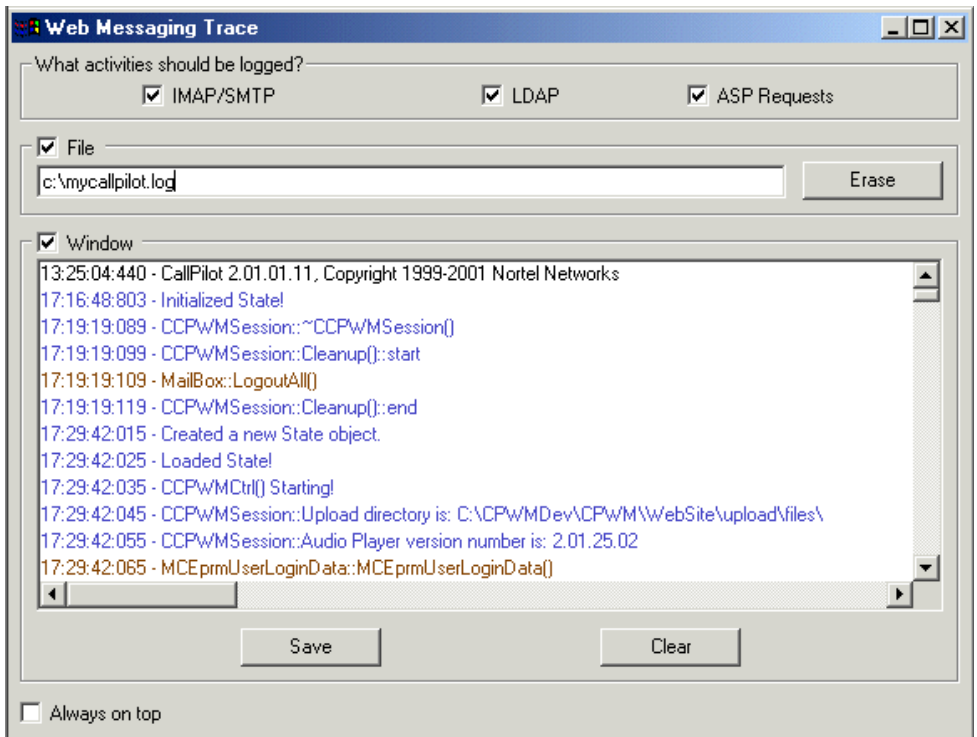 Web Messaging Trace
What activities should be logged?
IMAP/SMTP LDAP ASP Requests
File
c:\mycallpilot.log Erase
Window
13:25:04:440 - CallPilot 2.01.01.11, Copyright 1999-2001 Nortel Networks
17:16:48:803 - Initialized State!
17:19:19:089 - CCPWMSession::~CCPWMSession()
17:19:19:099 - CCPWMSession::Cleanup()::start
17:19:19:109 - MailBox::LogoutAll()
17:19:19:119 - CCPWMSession::Cleanup()::end
17:29:42:015 - Created a new State object.
17:29:42:025 - Loaded State!
17:29:42:035 - CCPWMCtrl() Starting!
17:29:42:045 - CCPWMSession::Upload directory is: C:\CPWMDev\CPWM\WebSite\upload\files\
17:29:42:055 - CCPWMSession::Audio Player version number is: 2.01.25.02
17:29:42:065 - MCEprmUserLoginData::MCEprmUserLoginData()
Save Clear
Always on top